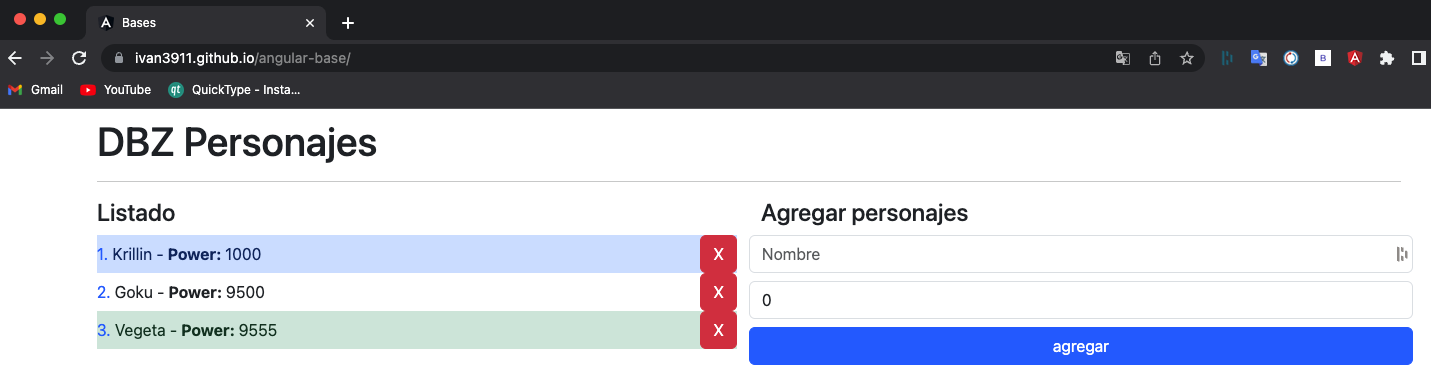 Bases
ivan3911.github.io/angular-base/
Gmail YouTube QuickType - Insta...
DBZ Personajes
Listado
1. Krillin - Power: 1000 X
2. Goku - Power: 9500 X
3. Vegeta - Power: 9555 X
Agregar personajes
Nombre
0
agregar